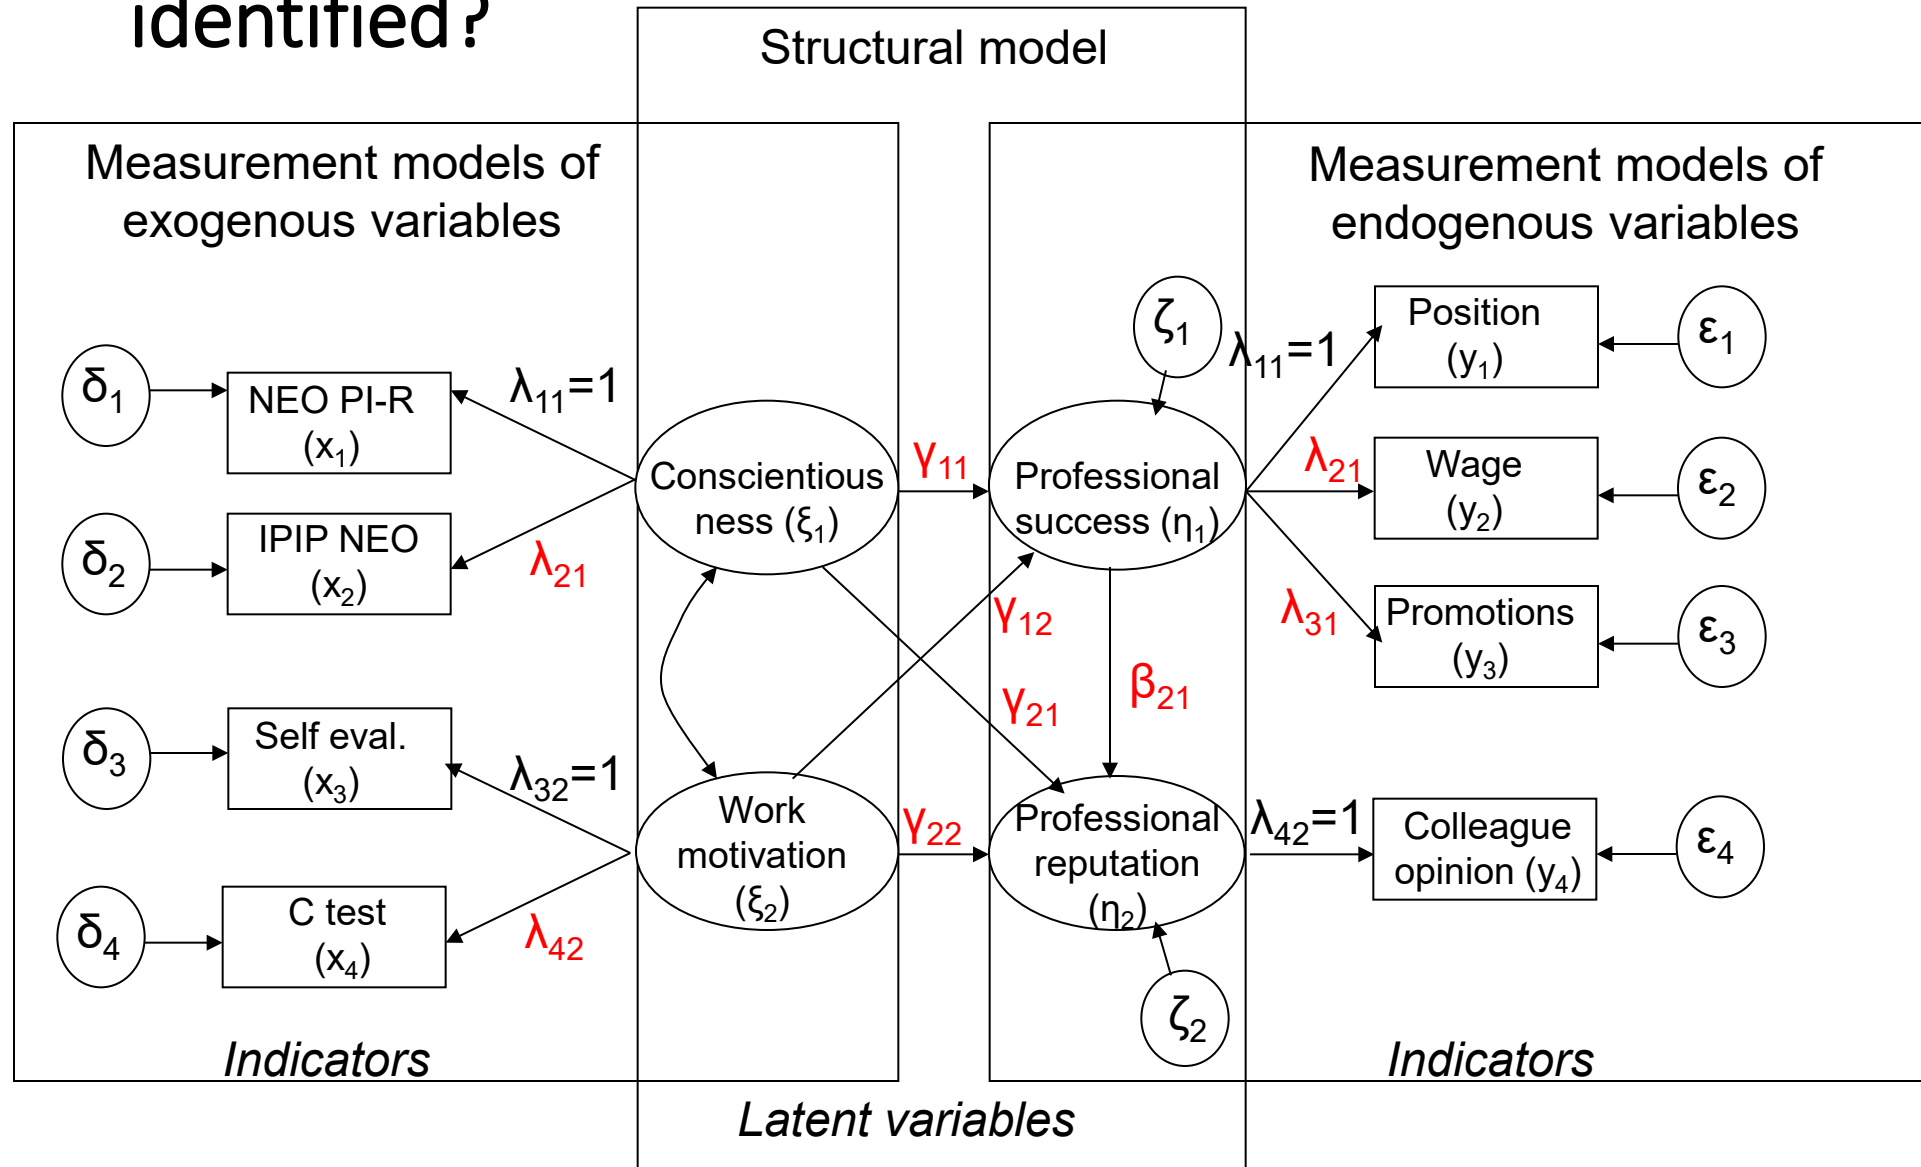 identified?
Structural model
Measurement models of
exogenous variables
Measurement models of
endogenous variables
δ₁
NEO PI-R
(x₁)
λ₁₁=1
δ₂
IPIP NEO
(x₂)
λ₂₁
δ₃
Self eval.
(x₃)
λ₃₂=1
δ₄
C test
(x₄)
λ₄₂
Conscientious
ness (ξ₁)
Work
motivation
(ξ₂)
γ₁₁
γ₁₂
γ₂₁
γ₂₂
β₂₁
ζ₁
Professional
success (η₁)
Professional
reputation
(η₂)
ζ₂
λ₁₁=1
Position
(y₁)
ε₁
λ₂₁
Wage
(y₂)
ε₂
λ₃₁
Promotions
(y₃)
ε₃
λ₄₂=1
Colleague
opinion (y₄)
ε₄
Indicators
Indicators
Latent variables